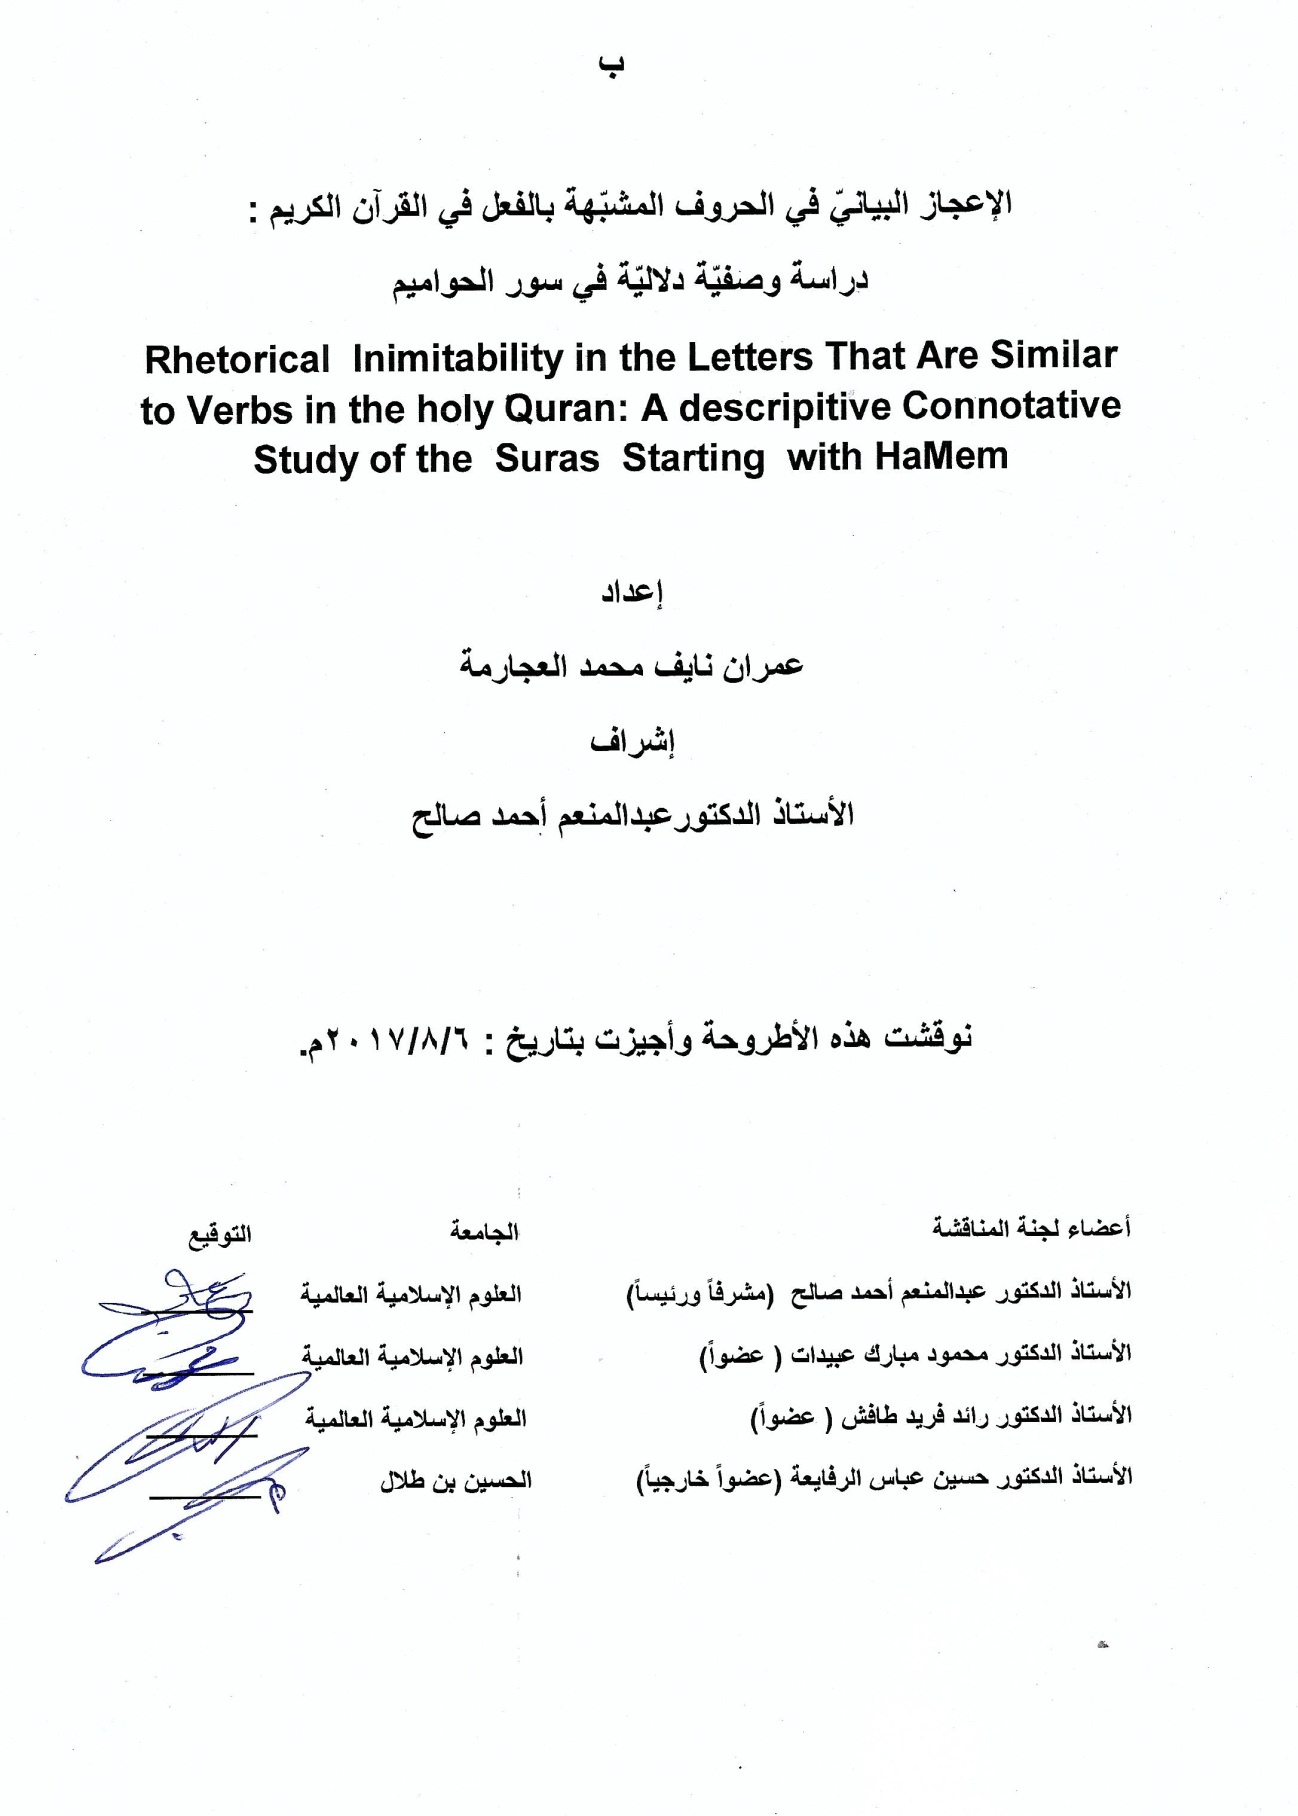 ب
الإعجاز البيانيّ في الحروف المشبّهة بالفعل في القرآن الكريم :
دراسة وصفيّة دلاليّة في سور الحواميم
Rhetorical Inimitability in the Letters That Are Similar
to Verbs in the holy Quran: A descripitive Connotative
Study of the Suras Starting with HaMem
إعداد
عمران نايف محمد العجارمة
إشراف
الأستاذ الدكتور عبدالمنعم أحمد صالح
نوقشت هذه الأطروحة وأجيزت بتاريخ : ٢٠١٧/٨/٦م.
أعضاء لجنة المناقشة الجامعة التوقيع
الأستاذ الدكتور عبدالمنعم أحمد صالح (مشرفاً ورئيساً) العلوم الإسلامية العالمية
الأستاذ الدكتور محمود مبارك عبيدات ( عضواً) العلوم الإسلامية العالمية
الأستاذ الدكتور رائد فريد طافش ( عضواً) العلوم الإسلامية العالمية
الأستاذ الدكتور حسين عباس الرفايعة (عضواً خارجياً) الحسين بن طلال